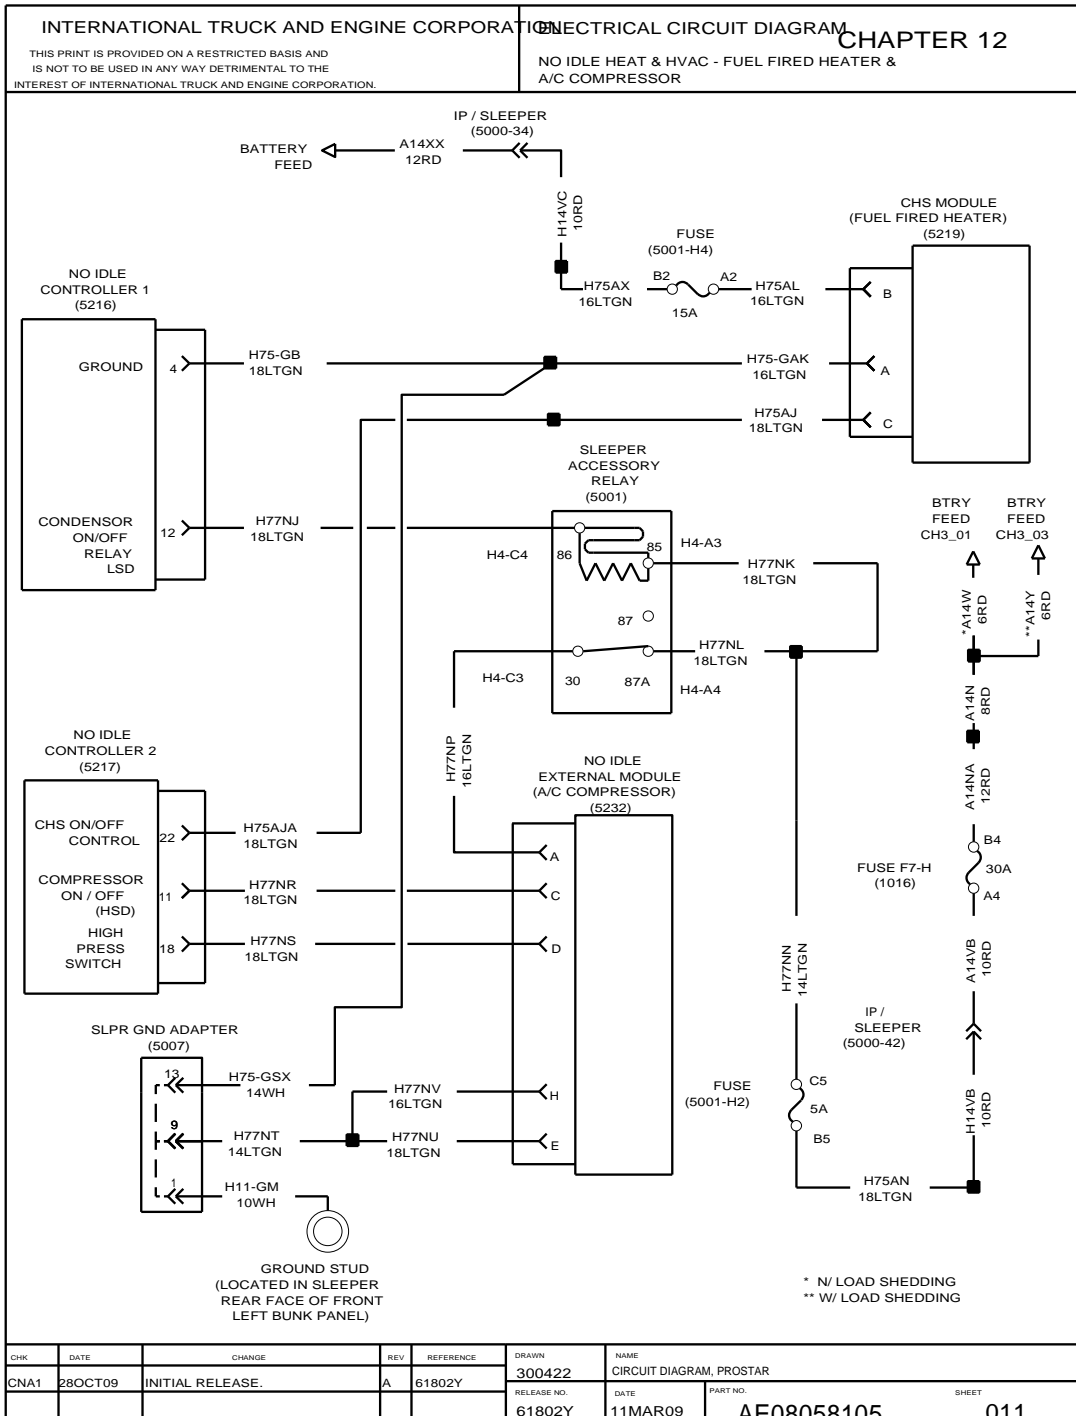 INTERNATIONAL TRUCK AND ENGINE CORPORATION
THIS PRINT IS PROVIDED ON A RESTRICTED BASIS AND
IS NOT TO BE USED IN ANY WAY DETRIMENTAL TO THE
INTEREST OF INTERNATIONAL TRUCK AND ENGINE CORPORATION.
ELECTRICAL CIRCUIT DIAGRAM
CHAPTER 12
NO IDLE HEAT & HVAC - FUEL FIRED HEATER &
A/C COMPRESSOR
IP / SLEEPER
(5000-34)
BATTERY
FEED
A14XX
12RD
H14VC
10RD
CHS MODULE
(FUEL FIRED HEATER)
(5219)
FUSE
(5001-H4)
B2
A2
15A
H75AX
16LTGN
H75AL
16LTGN
B
A
C
NO IDLE
CONTROLLER 1
(5216)
GROUND
4
H75-GB
18LTGN
H75-GAK
16LTGN
H75AJ
18LTGN
CONDENSOR
ON/OFF
RELAY
LSD
12
H77NJ
18LTGN
SLEEPER
ACCESSORY
RELAY
(5001)
H4-C4
86
85
H4-A3
H77NK
18LTGN
87
H77NL
18LTGN
H4-C3
30
87A
H4-A4
BTRY
FEED
CH3_01
BTRY
FEED
CH3_03
*A14W
6RD
**A14Y
6RD
A14N
8RD
A14NA
12RD
B4
30A
A4
FUSE F7-H
(1016)
A14VB
10RD
IP /
SLEEPER
(5000-42)
H14VB
10RD
H77NP
16LTGN
NO IDLE
CONTROLLER 2
(5217)
CHS ON/OFF
CONTROL
22
H75AJA
18LTGN
COMPRESSOR
ON / OFF
(HSD)
11
H77NR
18LTGN
HIGH
PRESS
SWITCH
18
H77NS
18LTGN
NO IDLE
EXTERNAL MODULE
(A/C COMPRESSOR)
(5232)
A
C
D
H
E
H77NN
14LTGN
FUSE
(5001-H2)
C5
5A
B5
H75AN
18LTGN
SLPR GND ADAPTER
(5007)
13
H75-GSX
14WH
9
H77NT
14LTGN
H77NV
16LTGN
H77NU
18LTGN
1
H11-GM
10WH
GROUND STUD
(LOCATED IN SLEEPER
REAR FACE OF FRONT
LEFT BUNK PANEL)
* N/ LOAD SHEDDING
** W/ LOAD SHEDDING
CHK DATE CHANGE REV REFERENCE
CNA1 28OCT09 INITIAL RELEASE. A 61802Y
DRAWN
300422
NAME
CIRCUIT DIAGRAM, PROSTAR
RELEASE NO.
61802Y
DATE
11MAR09
PART NO.
AE08058105
SHEET
011